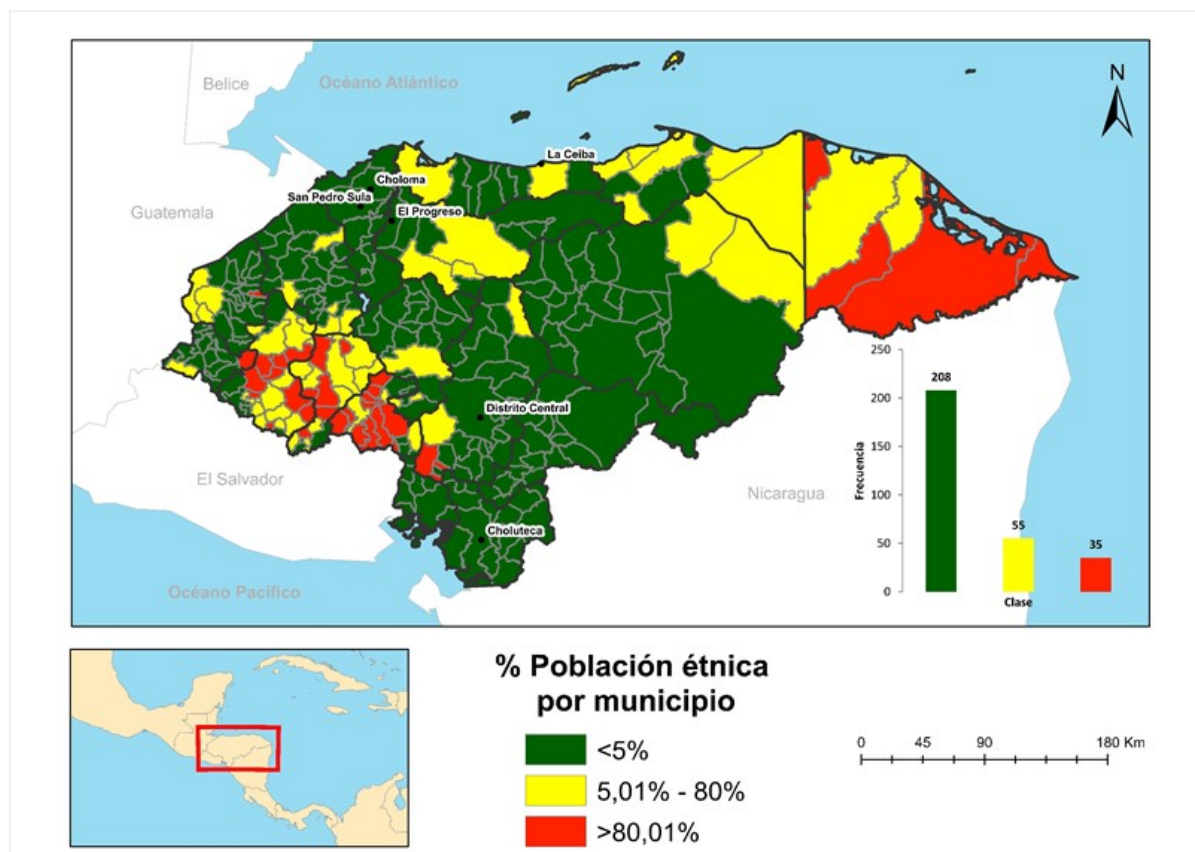 Belice
Océano Atlántico
N
La Ceiba
Choloma
San Pedro Sula
El Progreso
Guatemala
Distrito Central
El Salvador
Nicaragua
Choluteca
Océano Pacífico
250
200
150
100
50
0
Frecuencia
208
55
35
Clase
% Población étnica
por municipio
<5%
5,01% - 80%
>80,01%
0 45 90 180 Km